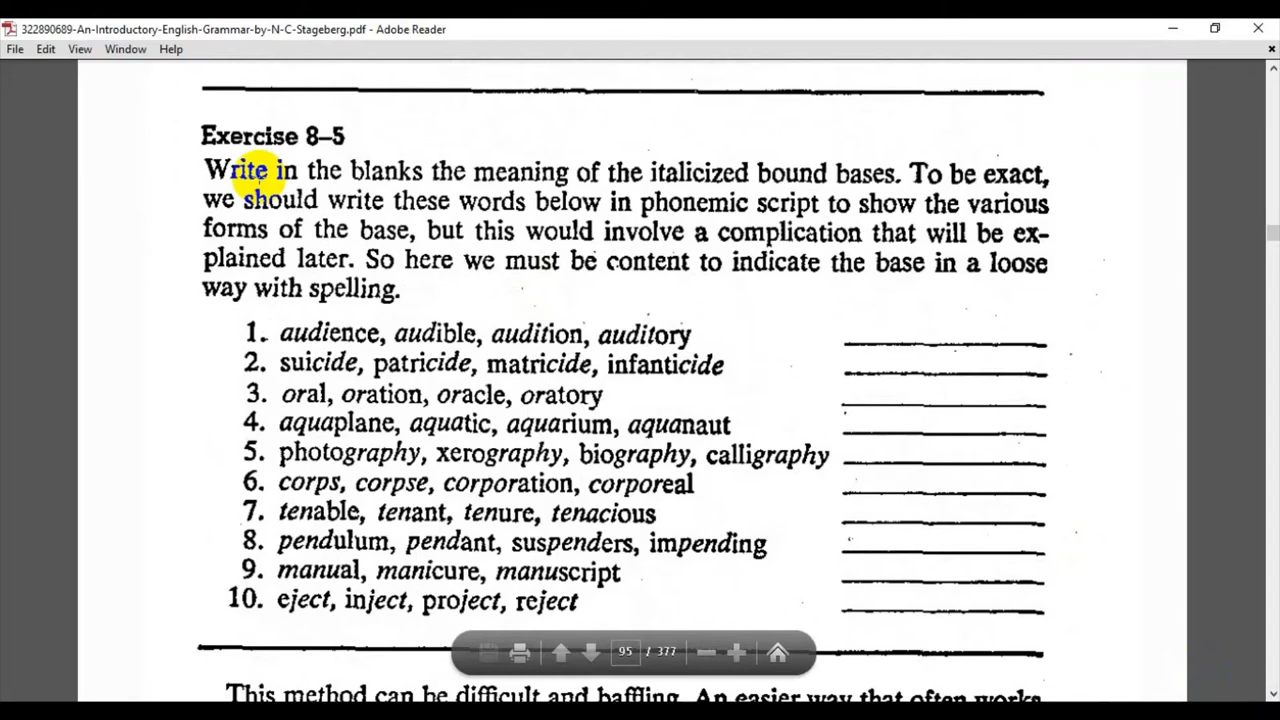 322890689-An-Introductory-English-Grammar-by-N-C-Stageberg.pdf - Adobe Reader
File Edit View Window Help
Exercise 8–5
Write in the blanks the meaning of the italicized bound bases. To be exact,
we should write these words below in phonemic script to show the various
forms of the base, but this would involve a complication that will be ex-
plained later. So here we must be content to indicate the base in a loose
way with spelling.
1. audience, audible, audition, auditory
2. suicide, patricide, matricide, infanticide
3. oral, oration, oracle, oratory
4. aquaplane, aquatic, aquarium, aquanaut
5. photography, xerography, biography, calligraphy
6. corps, corpse, corporation, corporeal
7. tenable, tenant, tenure, tenacious
8. pendulum, pendant, suspenders, impending
9. manual, manicure, manuscript
10. eject, inject, project, reject
95 / 377
This method can be difficult and baffling. An easier way that often works